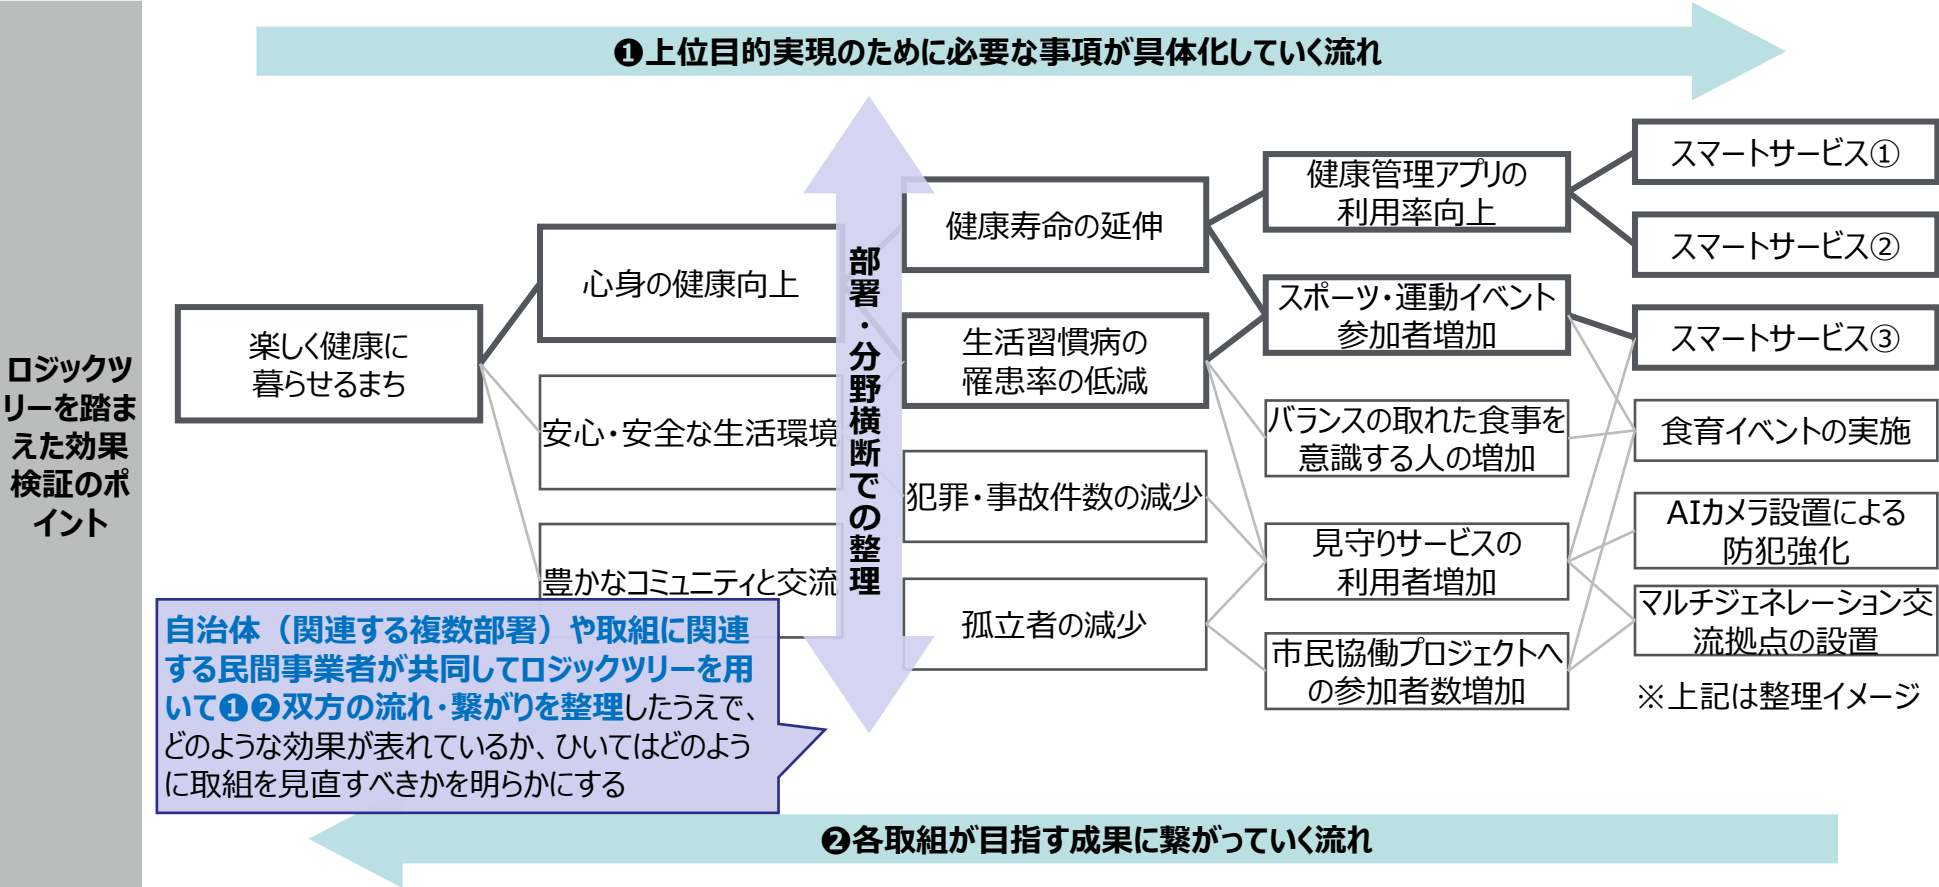 ❶上位目的実現のために必要な事項が具体化していく流れ
ロジックツ
リーを踏ま
えた効果
検証のポ
イント
楽しく健康に
暮らせるまち
心身の健康向上
安心・安全な生活環境
豊かなコミュニティと交流
部署・分野横断での整理
健康寿命の延伸
生活習慣病の
罹患率の低減
犯罪・事故件数の減少
孤立者の減少
健康管理アプリの
利用率向上
スポーツ・運動イベント
参加者増加
バランスの取れた食事を
意識する人の増加
見守りサービスの
利用者増加
市民協働プロジェクトへ
の参加者数増加
スマートサービス①
スマートサービス②
スマートサービス③
食育イベントの実施
AIカメラ設置による
防犯強化
マルチジェネレーション交
流拠点の設置
※上記は整理イメージ
自治体（関連する複数部署）や取組に関連
する民間事業者が共同してロジックツリーを用
いて❶❷双方の流れ・繋がりを整理したうえで、
どのような効果が表れているか、ひいてはどのよう
に取組を見直すべきかを明らかにする
❷各取組が目指す成果に繋がっていく流れ